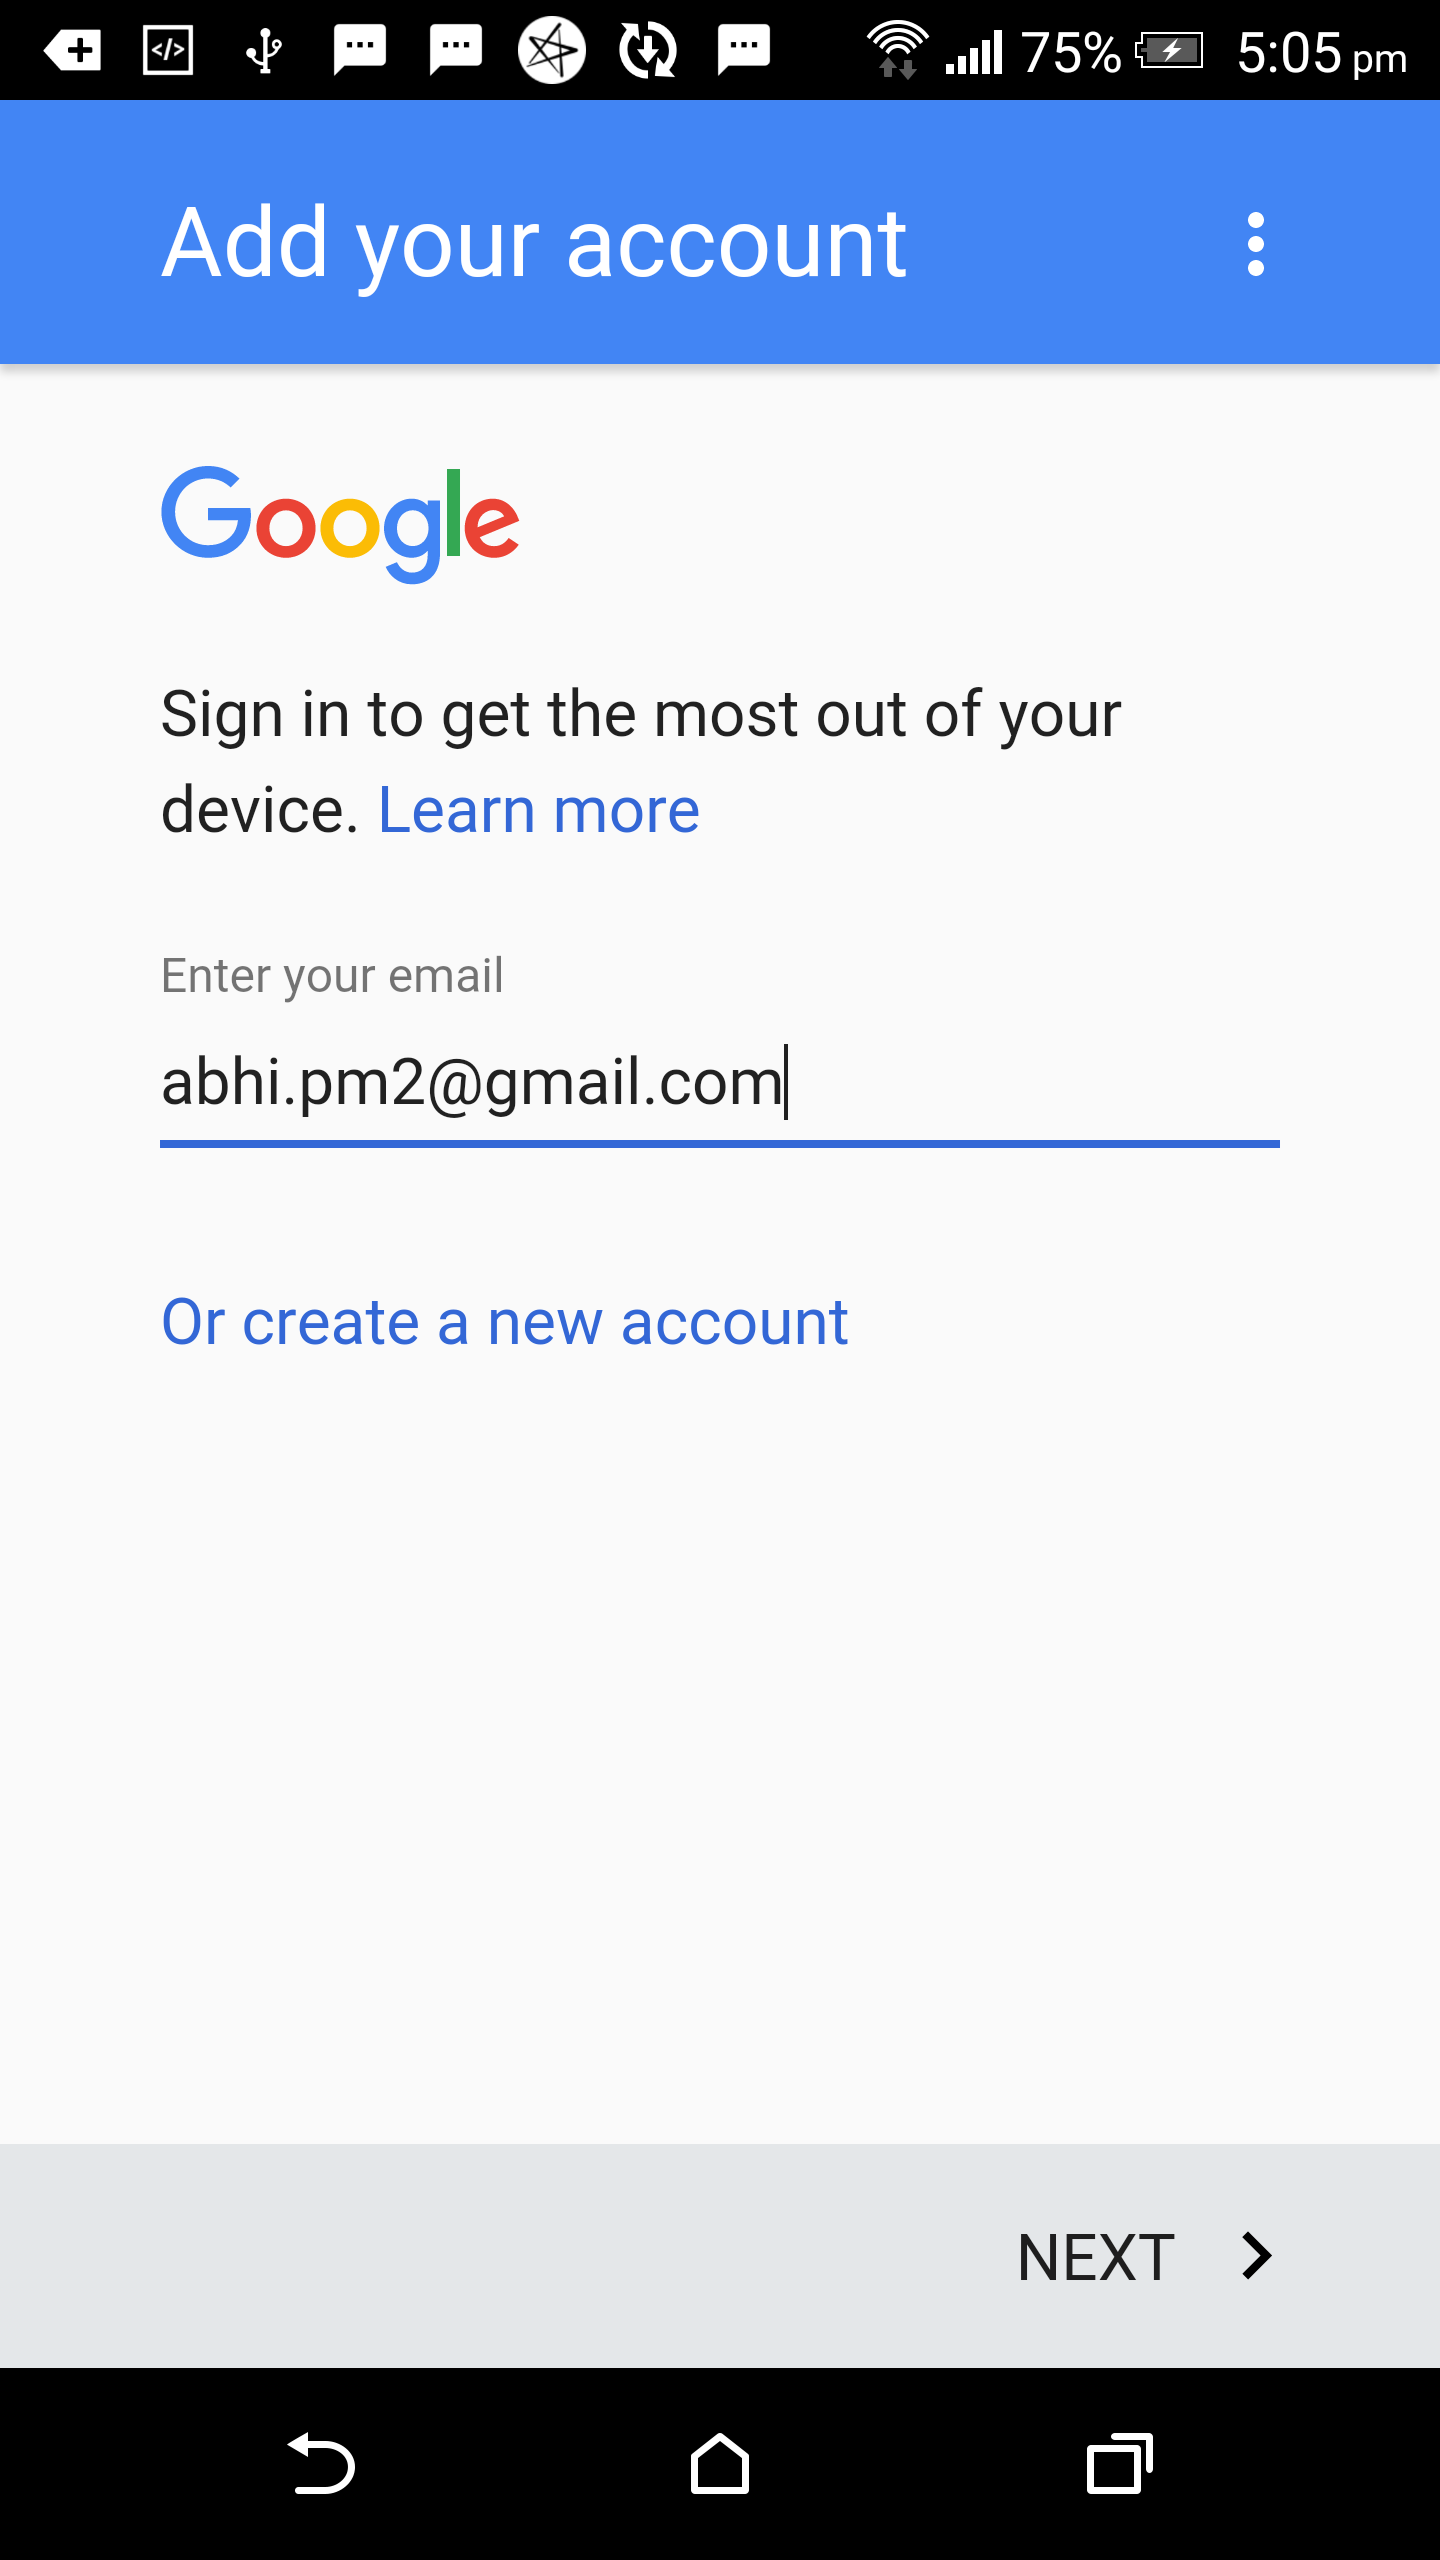 75% 5:05 pm
Add your account
Google
Sign in to get the most out of your
device. Learn more
Enter your email
abhi.pm2@gmail.com
Or create a new account
NEXT